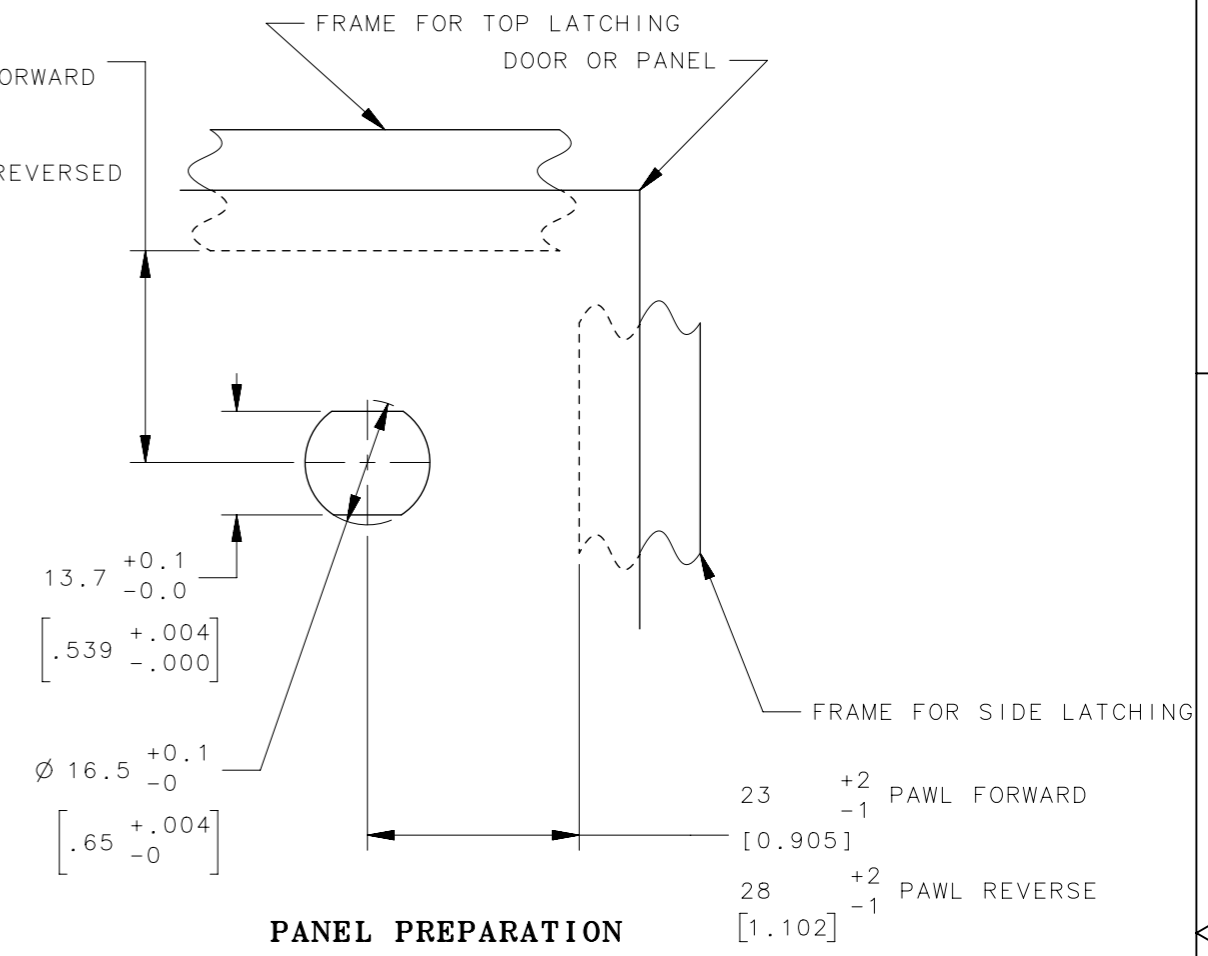 FRAME FOR TOP LATCHING
DOOR OR PANEL
ORWARD
REVERSED
13.7 +0.1 -0.0
[.539 +.004 -.000]
Ø 16.5 +0.1 -0
[.65 +.004 -0]
FRAME FOR SIDE LATCHING
23 +2 -1 PAWL FORWARD
[0.905]
28 +2 -1 PAWL REVERSE
[1.102]
PANEL PREPARATION